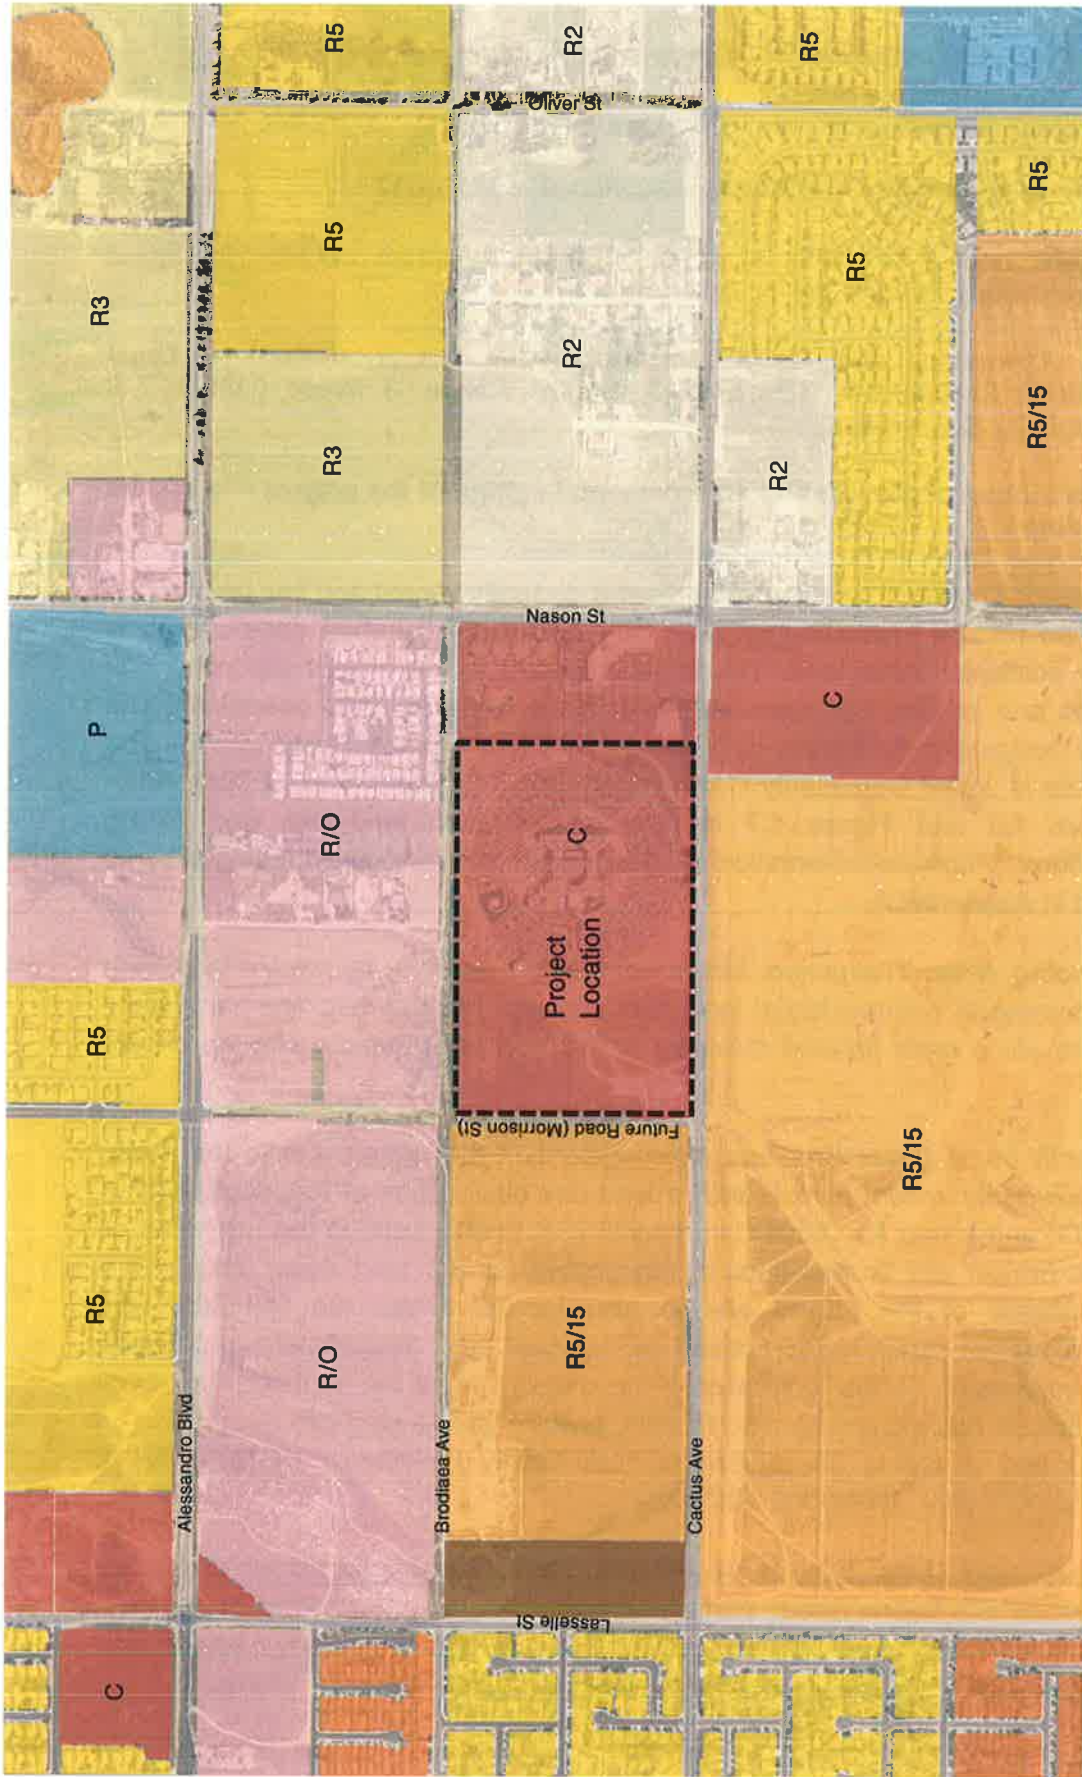 C
R5
R5
P
R3
Alessandro Blvd
R/O
R/O
R3
R5
R5
Brodiaea Ave
Lasselle St
R5/15
Future Road (Morrison St)
Project
Location
C
Nason St
R2
Oliver St
R2
Cactus Ave
C
R2
R5
R5
R5/15
R5/15
R5